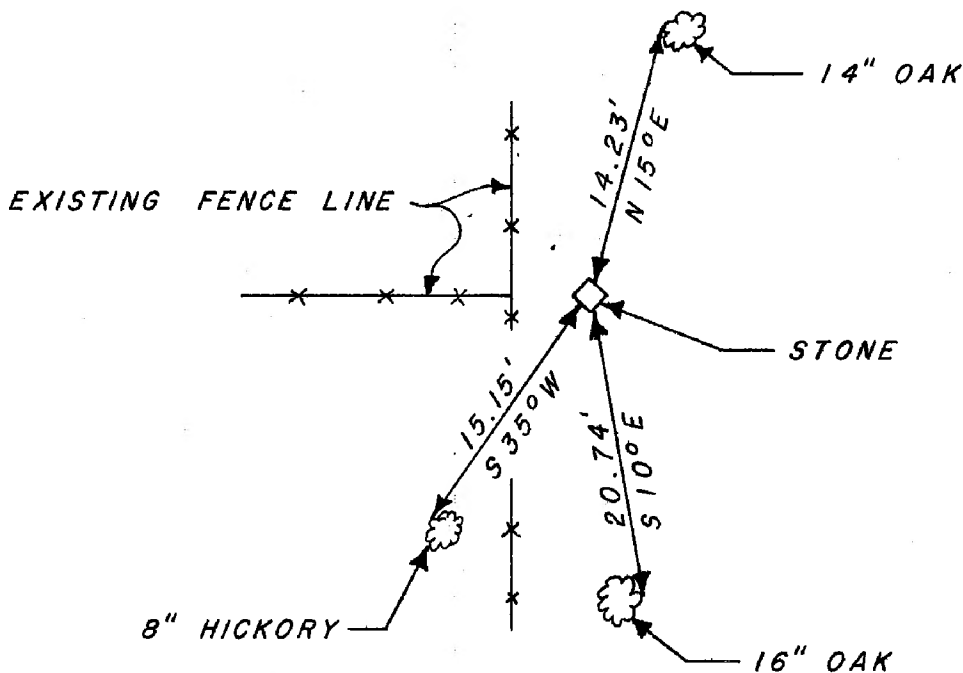 14" OAK
14.23'
N 15° E
EXISTING FENCE LINE
STONE
15.15'
S 35° W
20.74'
S 10° E
8" HICKORY
16" OAK